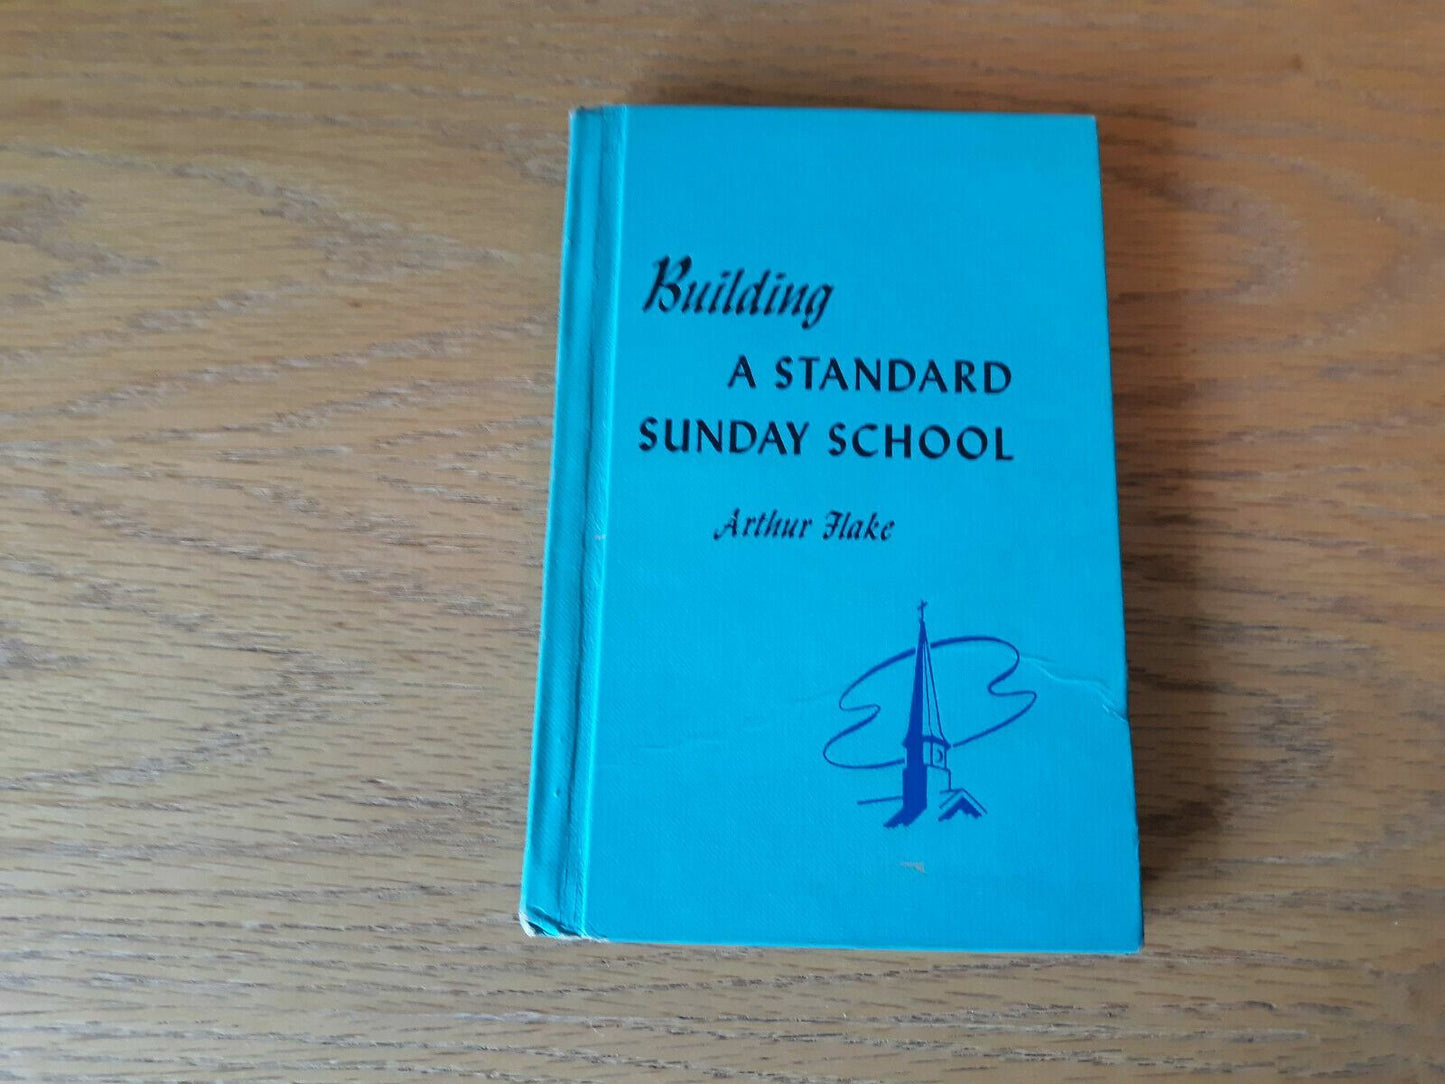 Building
A STANDARD
SUNDAY SCHOOL
Arthur Flake